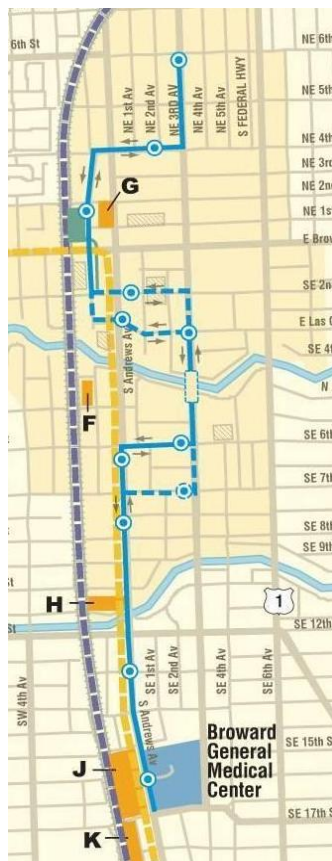 6th St
NE 6th
NE 1st Av
NE 2nd Av
NE 3RD AV
NE 4th Av
NE 5th Av
S FEDERAL HWY
NE 5th
NE 4th
NE 3rd
NE 2nd
NE 1st
G
E Brow
SE 2nd
E Las O
SE 4th
S Andrews Av
N
F
SE 6th
SE 7th
SE 8th
SE 9th
H
1
SE 12th
St
SW 4th Av
SE 1st Av
SE 2nd Av
SE 4th Av
SE 6th Av
S Andrews Av
Broward
General
Medical
Center
SE 15th S
J
SE 17th S
K